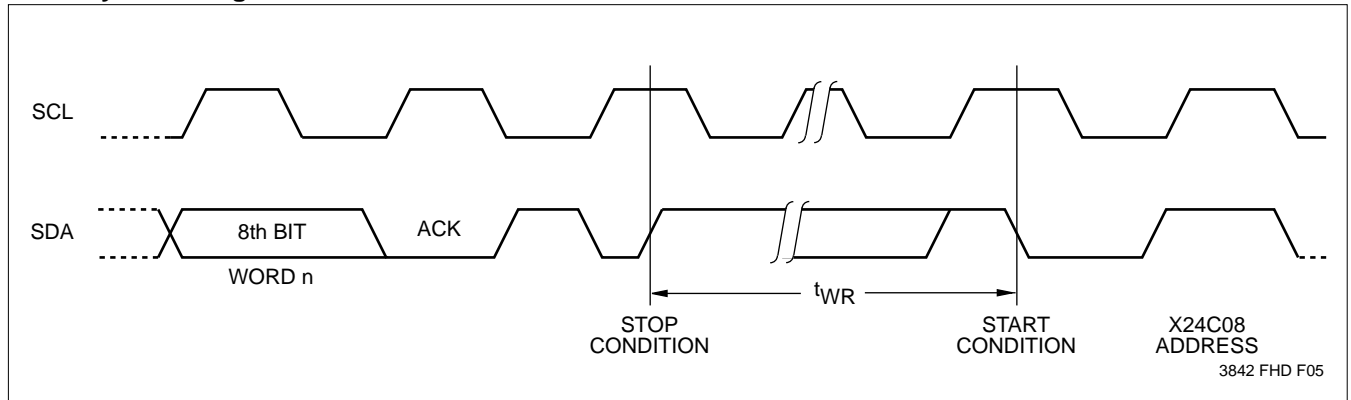 SCL
SDA
8th BIT
ACK
WORD n
tWR
STOP
CONDITION
START
CONDITION
X24C08
ADDRESS
3842 FHD F05